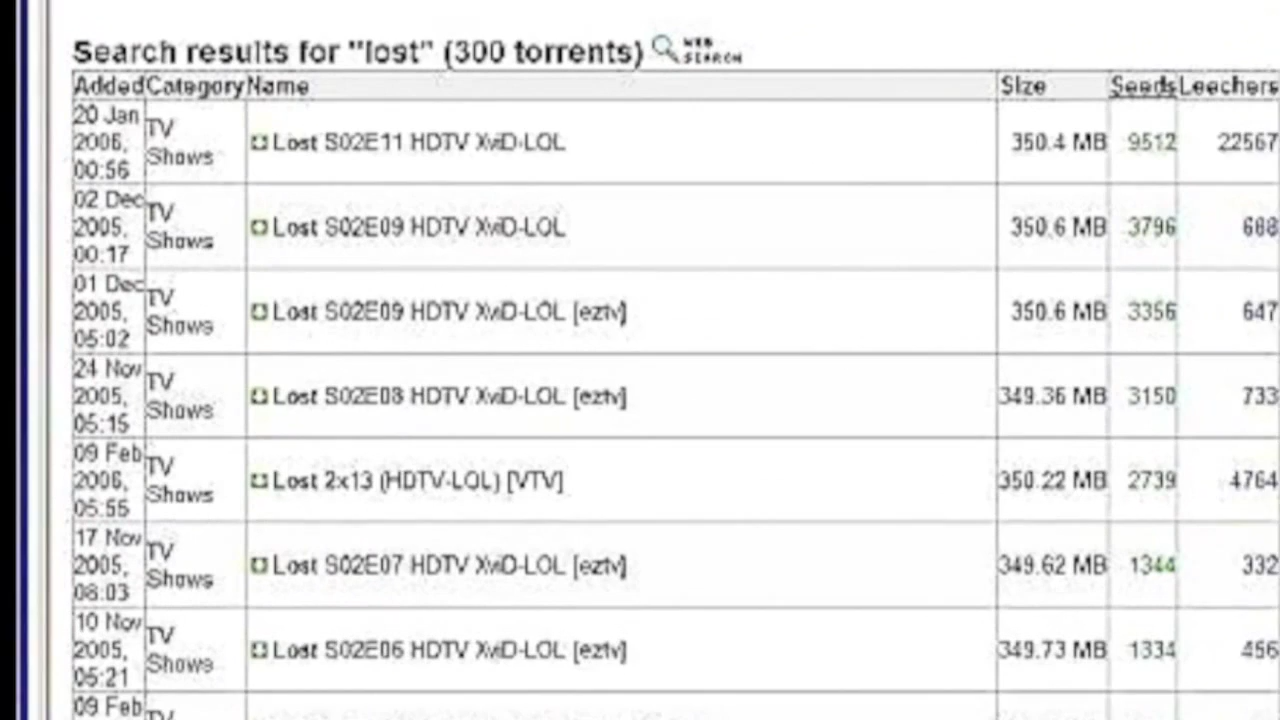 Search results for "lost" (300 torrents) WEB SEARCH
Added Category Name Size Seeds Leechers
20 Jan 2006, 00:56 TV Shows Lost S02E11 HDTV XviD-LOL 350.4 MB 9512 22567
02 Dec 2005, 00:17 TV Shows Lost S02E09 HDTV XviD-LOL 350.6 MB 3796 688
01 Dec 2005, 05:02 TV Shows Lost S02E09 HDTV XviD-LOL [eztv] 350.6 MB 3356 647
24 Nov 2005, 05:15 TV Shows Lost S02E08 HDTV XviD-LOL [eztv] 349.36 MB 3150 733
09 Feb 2006, 05:55 TV Shows Lost 2x13 (HDTV-LOL) [VTV] 350.22 MB 2739 4764
17 Nov 2005, 08:03 TV Shows Lost S02E07 HDTV XviD-LOL [eztv] 349.62 MB 1344 332
10 Nov 2005, 05:21 TV Shows Lost S02E06 HDTV XviD-LOL [eztv] 349.73 MB 1334 456
09 Feb TV